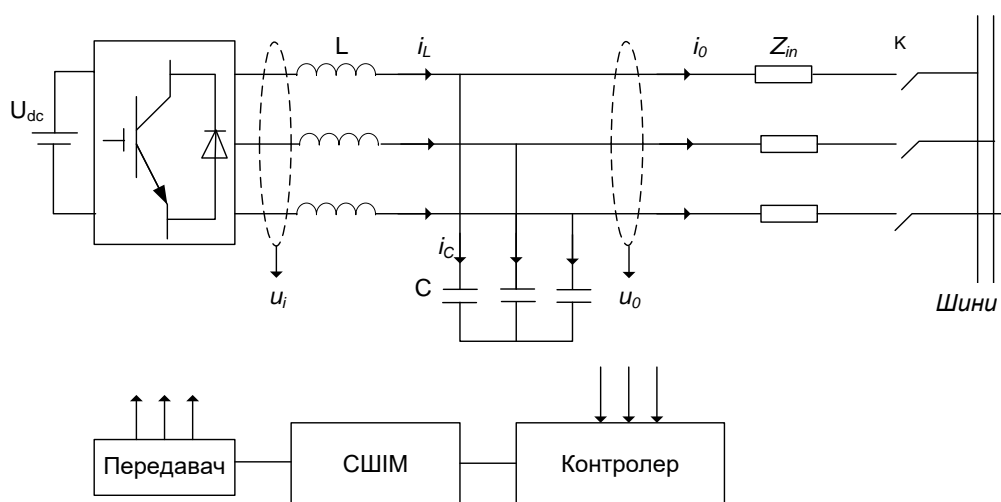 L
i_L
i_0
Z_in
K
U_dc
i_C
C
u_i
u_0
Шини
Передавач
СШІМ
Контролер